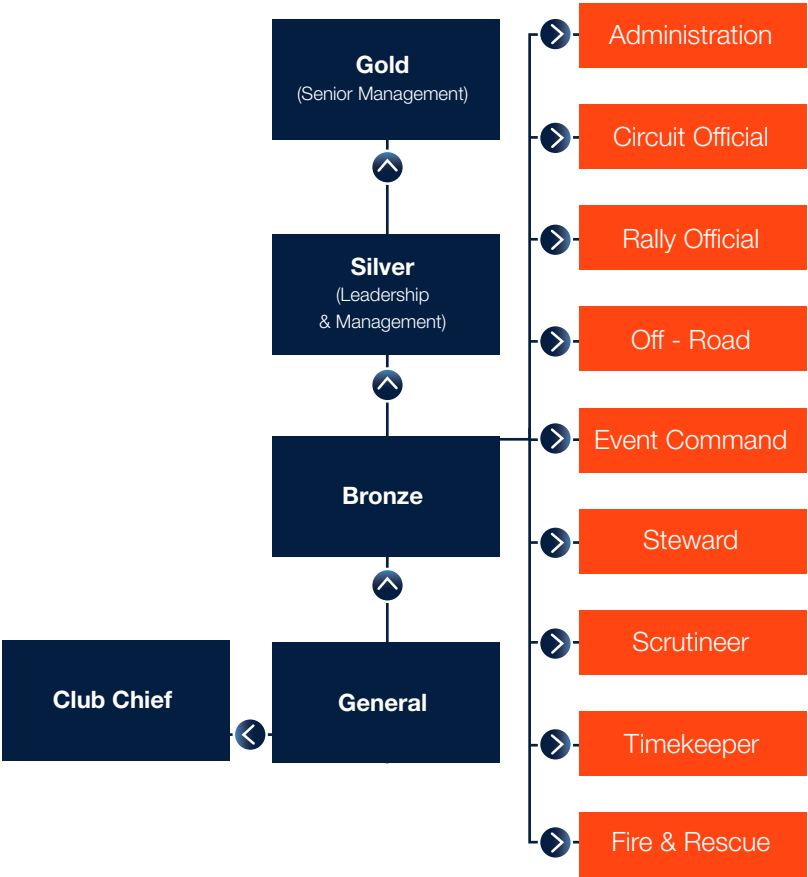 Gold
(Senior Management)
Silver
(Leadership
& Management)
Bronze
General
Club Chief
Administration
Circuit Official
Rally Official
Off - Road
Event Command
Steward
Scrutineer
Timekeeper
Fire & Rescue